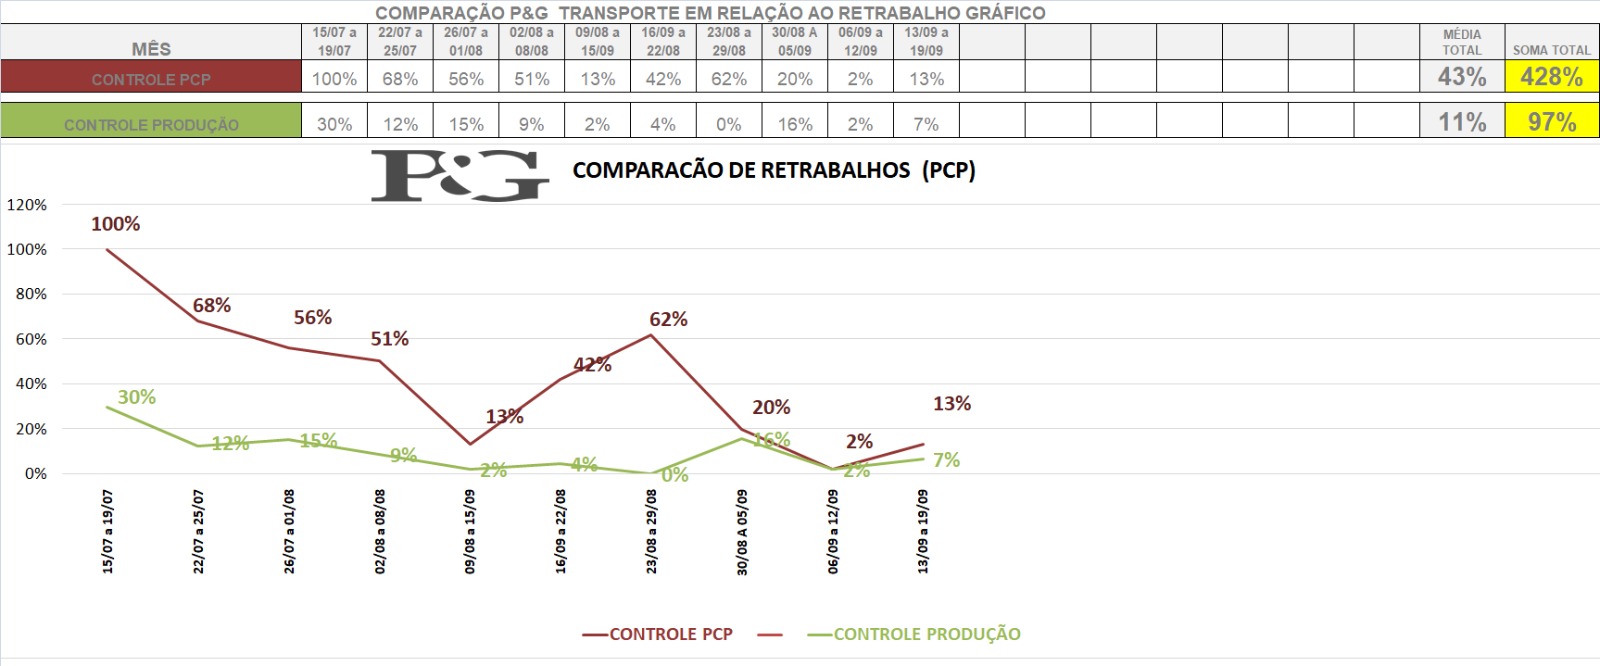 COMPARAÇÃO P&G TRANSPORTE EM RELAÇÃO AO RETRABALHO GRÁFICO
MÊS 15/07 a 19/07 22/07 a 25/07 26/07 a 01/08 02/08 a 08/08 09/08 a 15/09 16/09 a 22/08 23/08 a 29/08 30/08 A 05/09 06/09 a 12/09 13/09 a 19/09 MÉDIA TOTAL SOMA TOTAL
CONTROLE PCP 100% 68% 56% 51% 13% 42% 62% 20% 2% 13% 43% 428%
CONTROLE PRODUÇÃO 30% 12% 15% 9% 2% 4% 0% 16% 2% 7% 11% 97%
P&G COMPARACÃO DE RETRABALHOS (PCP)
120%
100%
80%
60%
40%
20%
0%
100%
68%
56%
51%
13%
42%
62%
20%
2%
13%
30%
12%
15%
9%
2%
4%
0%
16%
2%
7%
15/07 a 19/07
22/07 a 25/07
26/07 a 01/08
02/08 a 08/08
09/08 a 15/09
16/09 a 22/08
23/08 a 29/08
30/08 A 05/09
06/09 a 12/09
13/09 a 19/09
CONTROLE PCP CONTROLE PRODUÇÃO